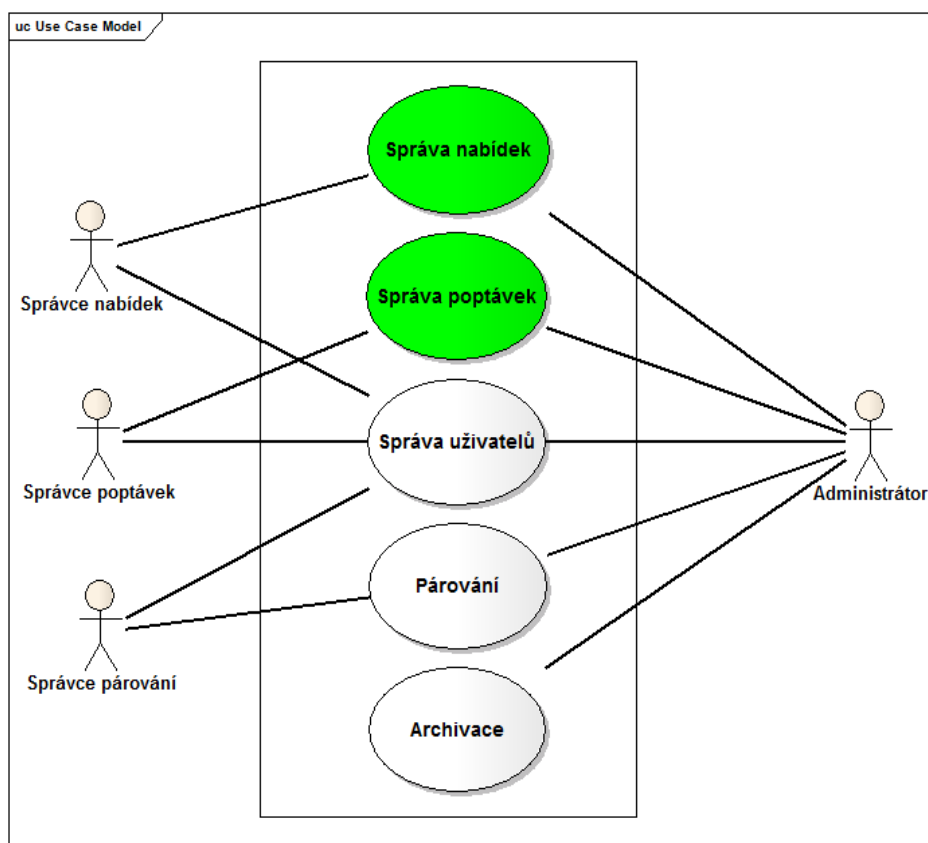 uc Use Case Model
Správa nabídek
Správce nabídek
Správa poptávek
Správa uživatelů
Správce poptávek
Administrátor
Párování
Správce párování
Archivace